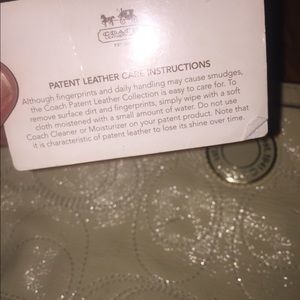 COACH
PATENT LEATHER CARE INSTRUCTIONS
Although fingerprints and daily handling may cause smudges,
the Coach Patent Leather Collection is easy to care for. To
remove surface dirt and fingerprints, simply wipe with a soft
cloth moistened with a small amount of water. Do not use
Coach Cleaner or Moisturizer on your patent product. Note that
it is characteristic of patent leather to lose its shine over time.